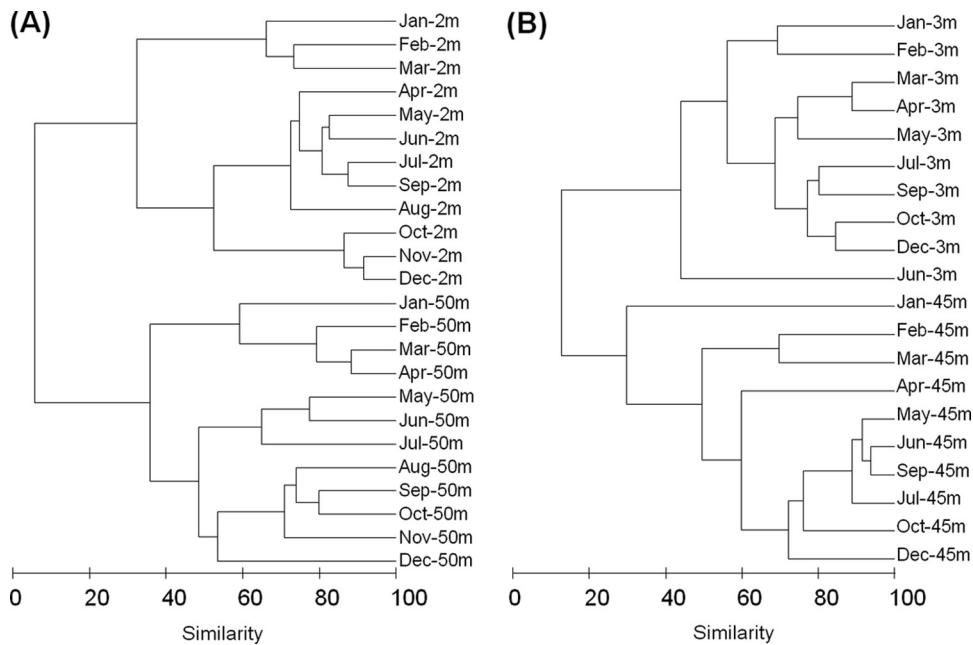 (A)
Jan-2m
Feb-2m
Mar-2m
Apr-2m
May-2m
Jun-2m
Jul-2m
Sep-2m
Aug-2m
Oct-2m
Nov-2m
Dec-2m
Jan-50m
Feb-50m
Mar-50m
Apr-50m
May-50m
Jun-50m
Jul-50m
Aug-50m
Sep-50m
Oct-50m
Nov-50m
Dec-50m
0 20 40 60 80 100
Similarity
(B)
Jan-3m
Feb-3m
Mar-3m
Apr-3m
May-3m
Jul-3m
Sep-3m
Oct-3m
Dec-3m
Jun-3m
Jan-45m
Feb-45m
Mar-45m
Apr-45m
May-45m
Jun-45m
Sep-45m
Jul-45m
Oct-45m
Dec-45m
0 20 40 60 80 100
Similarity